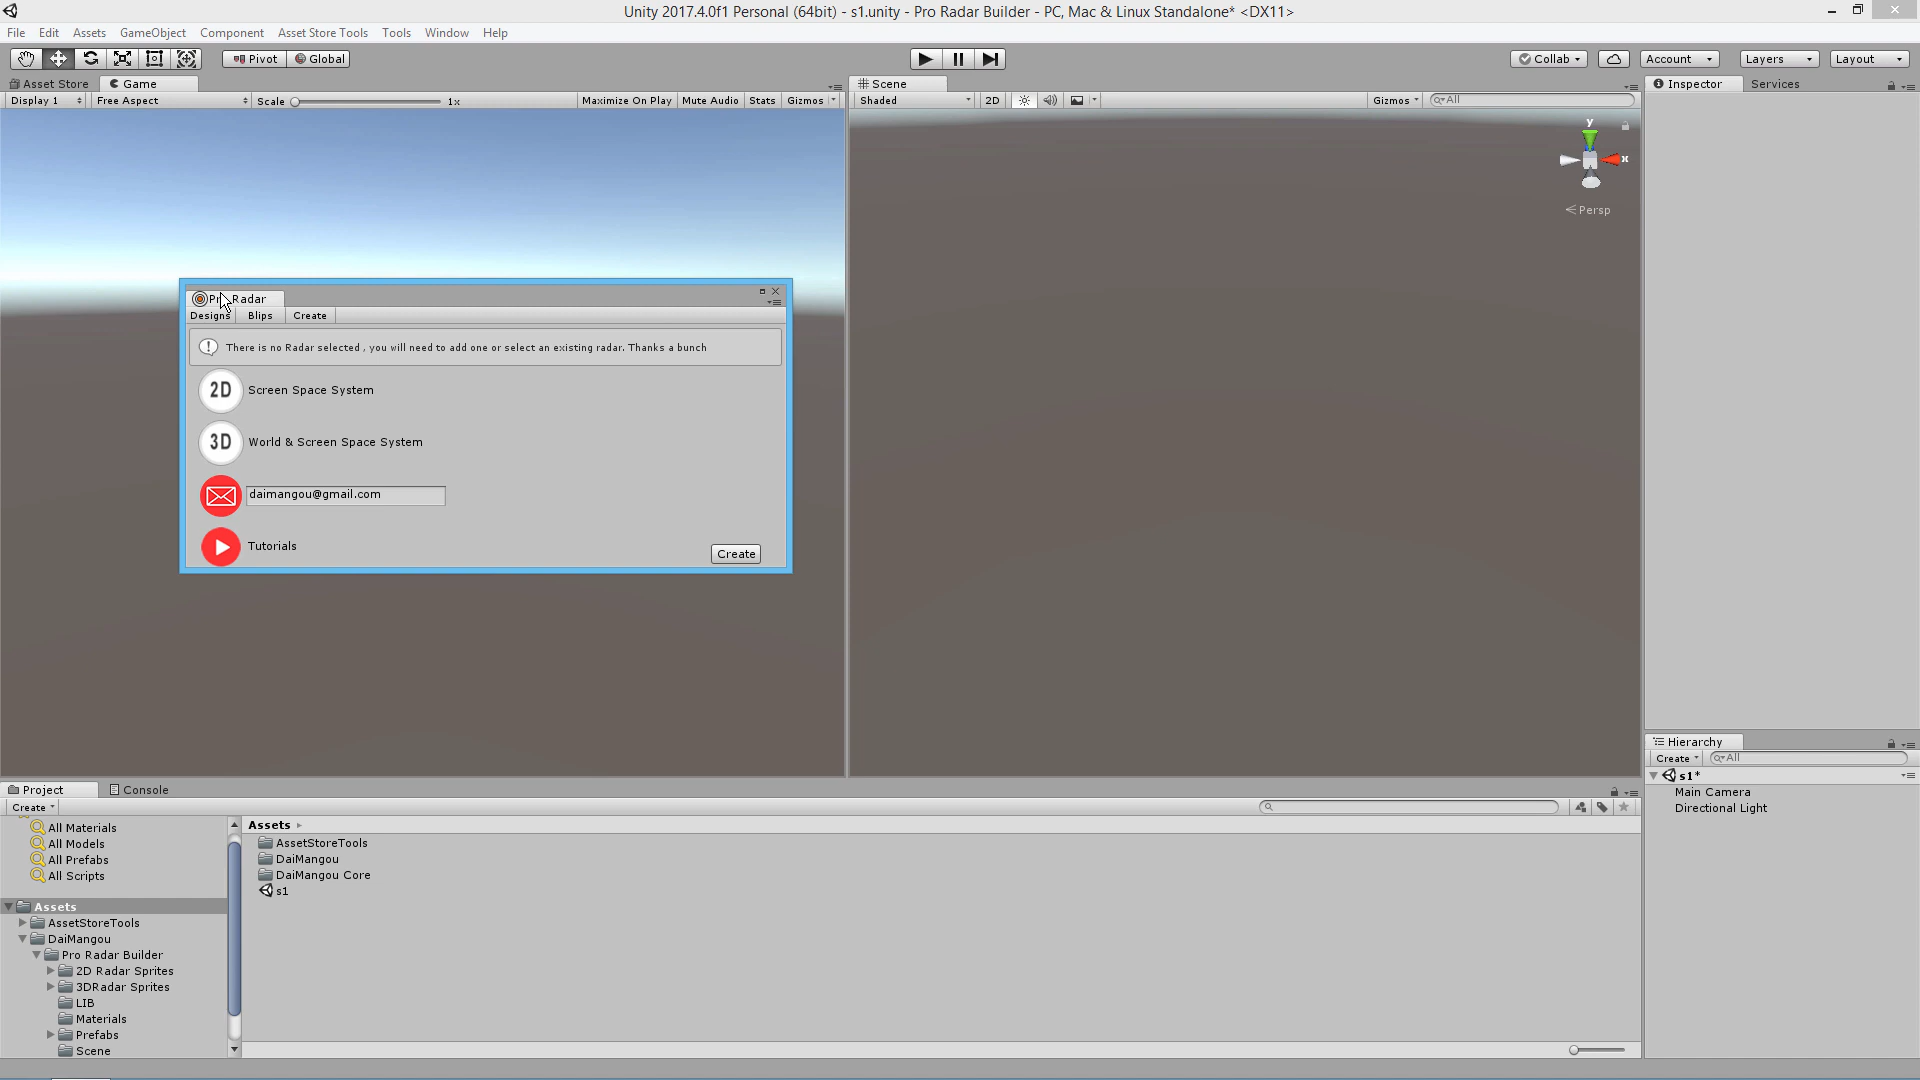 Unity 2017.4.0f1 Personal (64bit) - s1.unity - Pro Radar Builder - PC, Mac & Linux Standalone* <DX11>
File Edit Assets GameObject Component Asset Store Tools Tools Window Help
Pivot Global Collab Account Layers Layout
Asset Store Game Scene Inspector Services
Display 1 Free Aspect Scale 1x Maximize On Play Mute Audio Stats Gizmos Shaded 2D Gizmos All
y
x
Persp
Radar
Designs Blips Create
There is no Radar selected , you will need to add one or select an existing radar. Thanks a bunch
2D Screen Space System
3D World & Screen Space System
daimangou@gmail.com
Tutorials
Create
Hierarchy
Create All
s1*
Main Camera
Directional Light
Project Console
Create
All Materials
All Models
All Prefabs
All Scripts
Assets
AssetStoreTools
DaiMangou
Pro Radar Builder
2D Radar Sprites
3DRadar Sprites
LIB
Materials
Prefabs
Scene
Assets
AssetStoreTools
DaiMangou
DaiMangou Core
s1